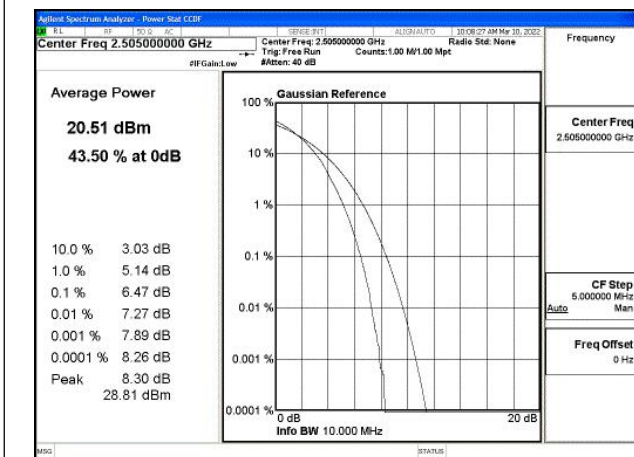 Agilent Spectrum Analyzer - Power Stat CCDF
RL RF 50 Ω AC SENSE:INT ALIGNAUTO 10:08:27 AM Mar 10, 2022
Center Freq 2.505000000 GHz
Center Freq: 2.505000000 GHz Radio Std: None
Trig: Free Run Counts:1.00 M/1.00 Mpt
#IFGain:Low #Atten: 40 dB
Frequency
Average Power
20.51 dBm
43.50 % at 0dB
10.0 % 3.03 dB
1.0 % 5.14 dB
0.1 % 6.47 dB
0.01 % 7.27 dB
0.001 % 7.89 dB
0.0001 % 8.26 dB
Peak 8.30 dB
28.81 dBm
Gaussian Reference
100 %
10 %
1 %
0.1 %
0.01 %
0.001 %
0.0001 %
0 dB 20 dB
Info BW 10.000 MHz
Center Freq
2.505000000 GHz
CF Step
5.000000 MHz
Auto Man
Freq Offset
0 Hz
MSG STATUS